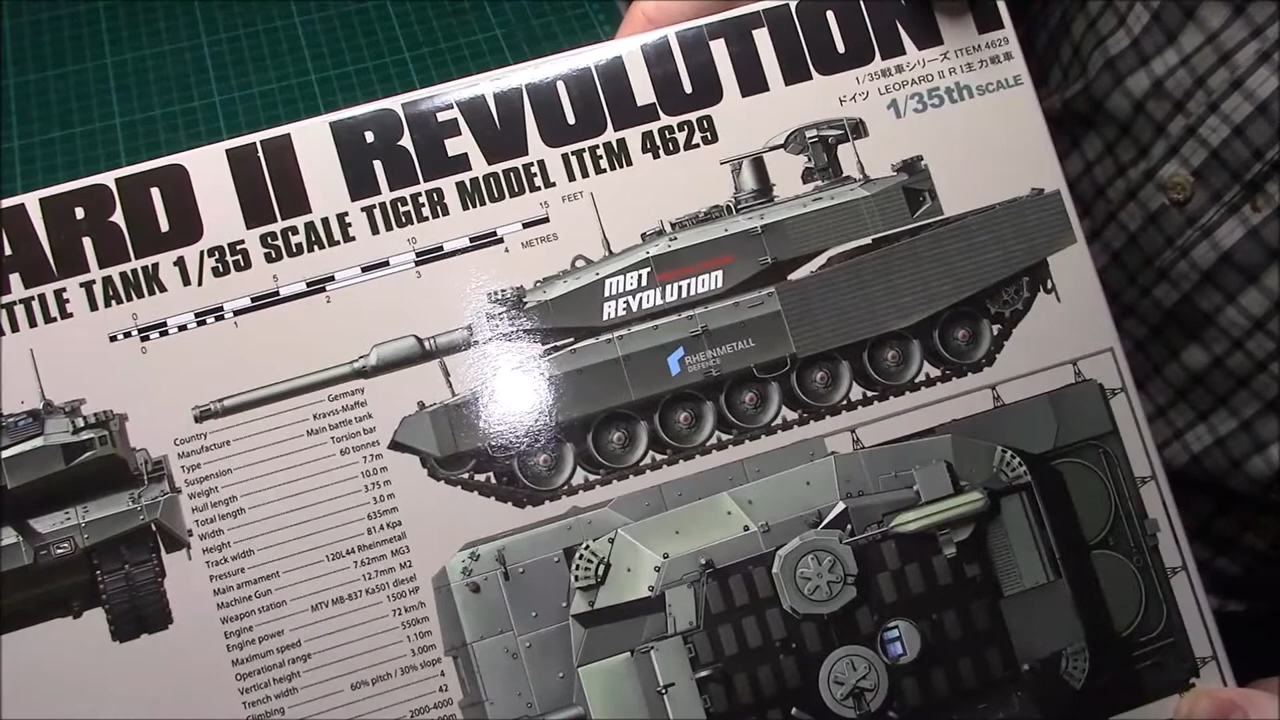 ARD II REVOLUTION I
TTLE TANK 1/35 SCALE TIGER MODEL ITEM 4629
1/35戦車シリーズ ITEM.4629
ドイツ LEOPARD II R I 主力戦車
1/35th SCALE
0 5 10 15 FEET
0 1 2 3 4 METRES
MBT
REVOLUTION
RHEINMETALL
DEFENCE
Country Germany
Manufacture Kravss-Maffel
Type Main battle tank
Suspension Torsion bar
Weight 60 tonnes
Hull length 7.7m
Total length 10.0 m
Width 3.75 m
Height 3.0 m
Track width 635mm
Pressure 81.4 Kpa
Main armament 120L44 Rheinmetall
Machine Gun 7.62mm MG3
Weapon station 12.7mm M2
Engine MTV MB-837 Ka501 diesel
Engine power 1500 HP
Maximum speed 72 km/h
Operational range 550km
Vertical height 1.10m
Trench width 3.00m
Climbing 60% pitch / 30% slope
4
42
2000-4000